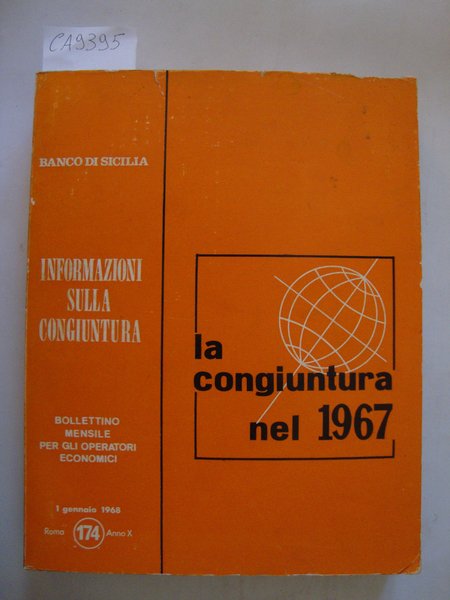 CA9395
BANCO DI SICILIA
INFORMAZIONI
SULLA
CONGIUNTURA
BOLLETTINO
MENSILE
PER GLI OPERATORI
ECONOMICI
1 gennaio 1968
Roma 174 Anno X
la
congiuntura
nel 1967